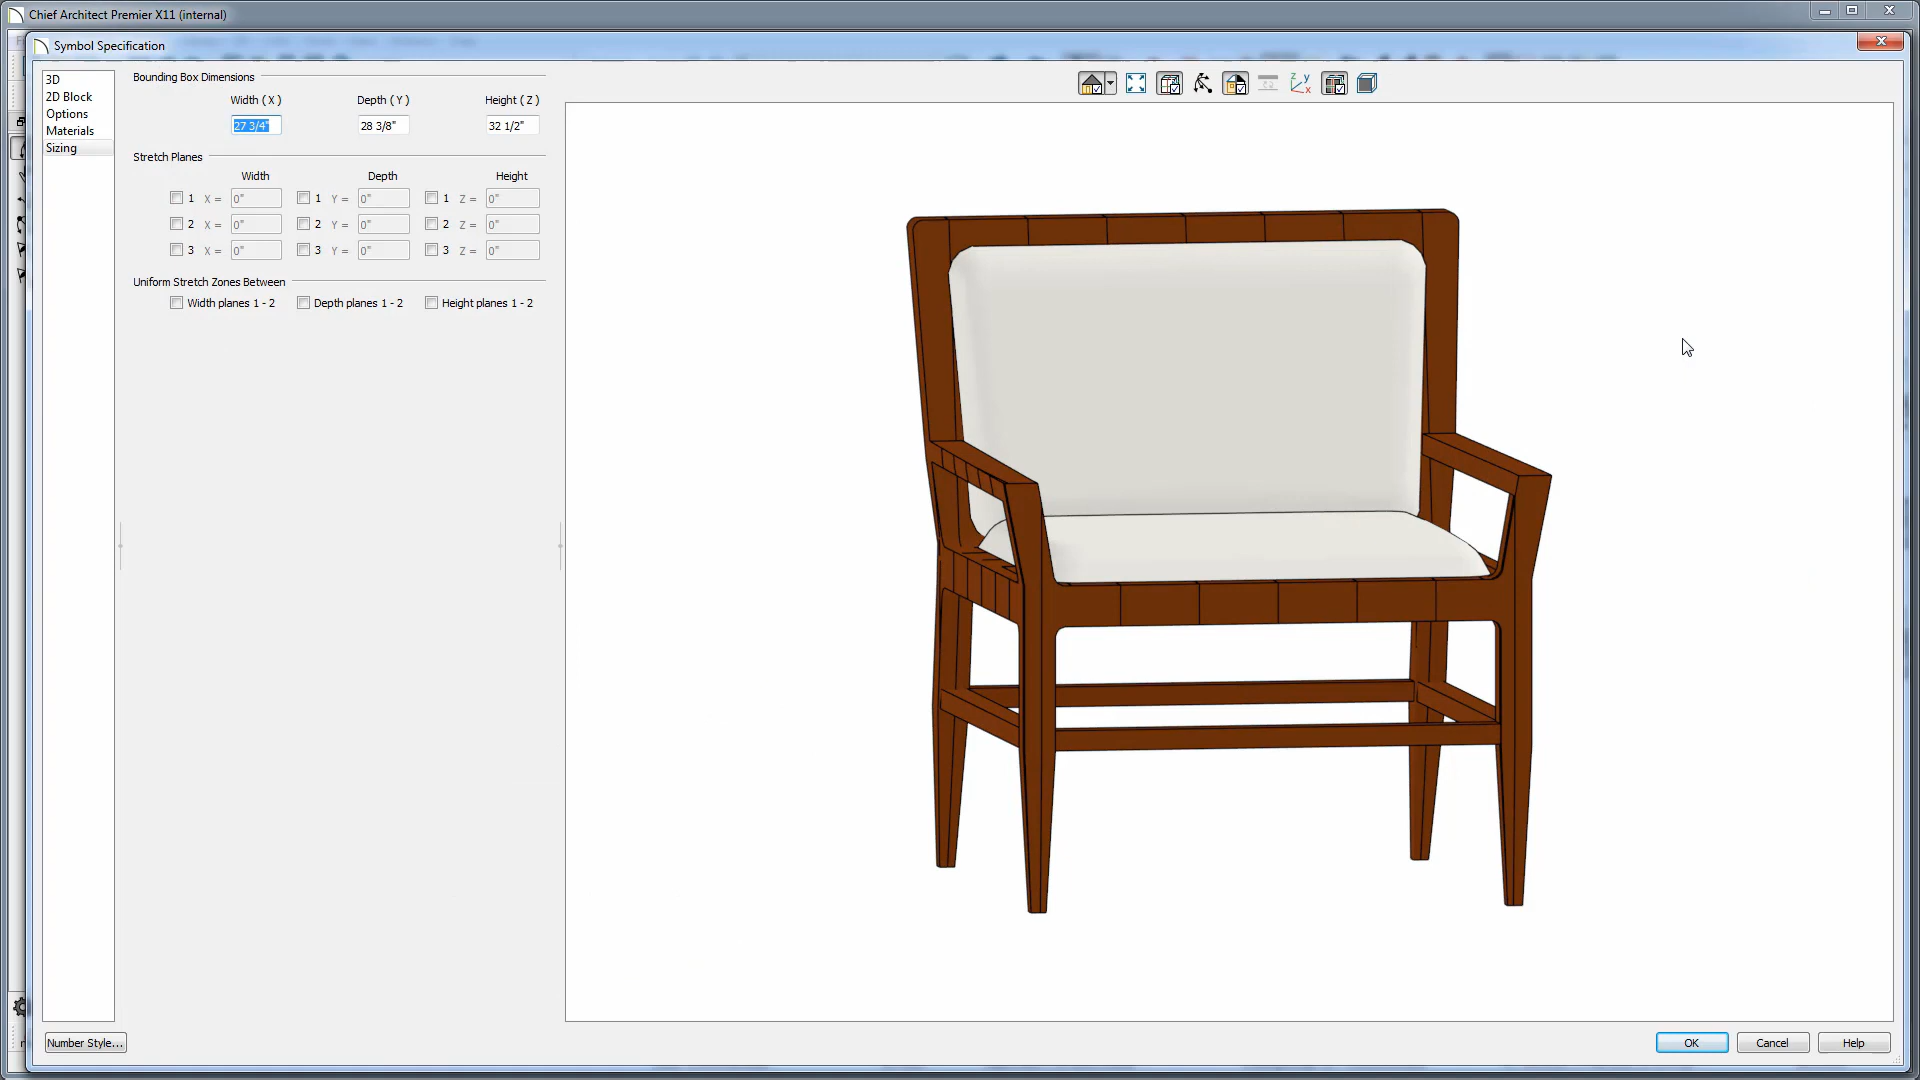 Chief Architect Premier X11 (internal)
Symbol Specification
3D
2D Block
Options
Materials
Sizing
Bounding Box Dimensions
Width ( X ) Depth ( Y ) Height ( Z )
27 3/4" 28 3/8" 32 1/2"
Stretch Planes
Width Depth Height
1 X = 0" 1 Y = 0" 1 Z = 0"
2 X = 0" 2 Y = 0" 2 Z = 0"
3 X = 0" 3 Y = 0" 3 Z = 0"
Uniform Stretch Zones Between
Width planes 1 - 2 Depth planes 1 - 2 Height planes 1 - 2
z y x
Number Style...
OK Cancel Help